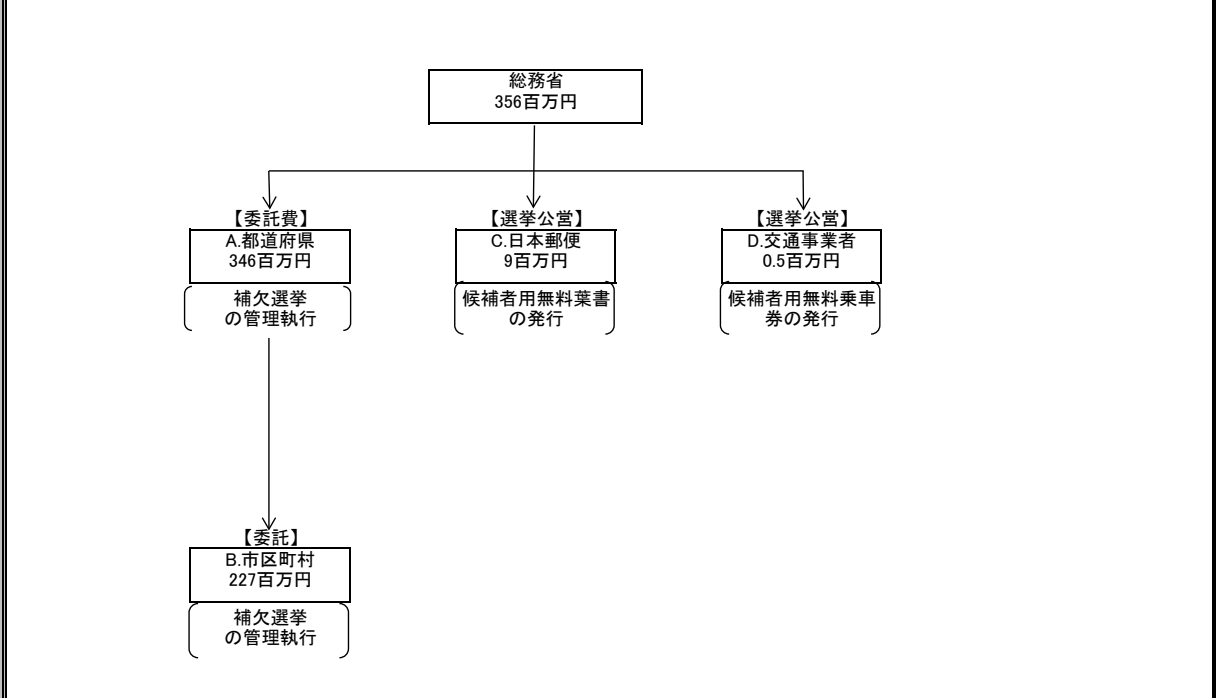 総務省
356百万円
【委託費】
A.都道府県
346百万円
補欠選挙
の管理執行
【選挙公営】
C.日本郵便
9百万円
候補者用無料葉書
の発行
【選挙公営】
D.交通事業者
0.5百万円
候補者用無料乗車
券の発行
【委託】
B.市区町村
227百万円
補欠選挙
の管理執行